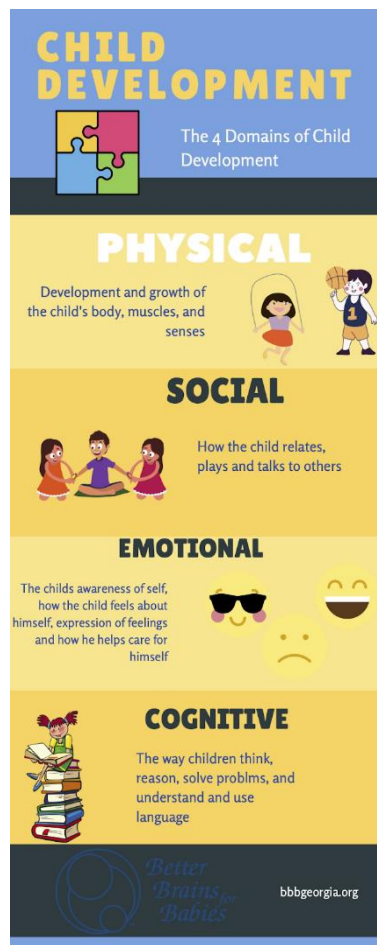 CHILD
DEVELOPMENT
The 4 Domains of Child
Development
PHYSICAL
Development and growth of
the child's body, muscles, and
senses
1
SOCIAL
How the child relates,
plays and talks to others
EMOTIONAL
The childs awareness of self,
how the child feels about
himself, expression of feelings
and how he helps care for
himself
COGNITIVE
The way children think,
reason, solve problms, and
understand and use
language
Better
Brains for
Babies
bbbgeorgia.org